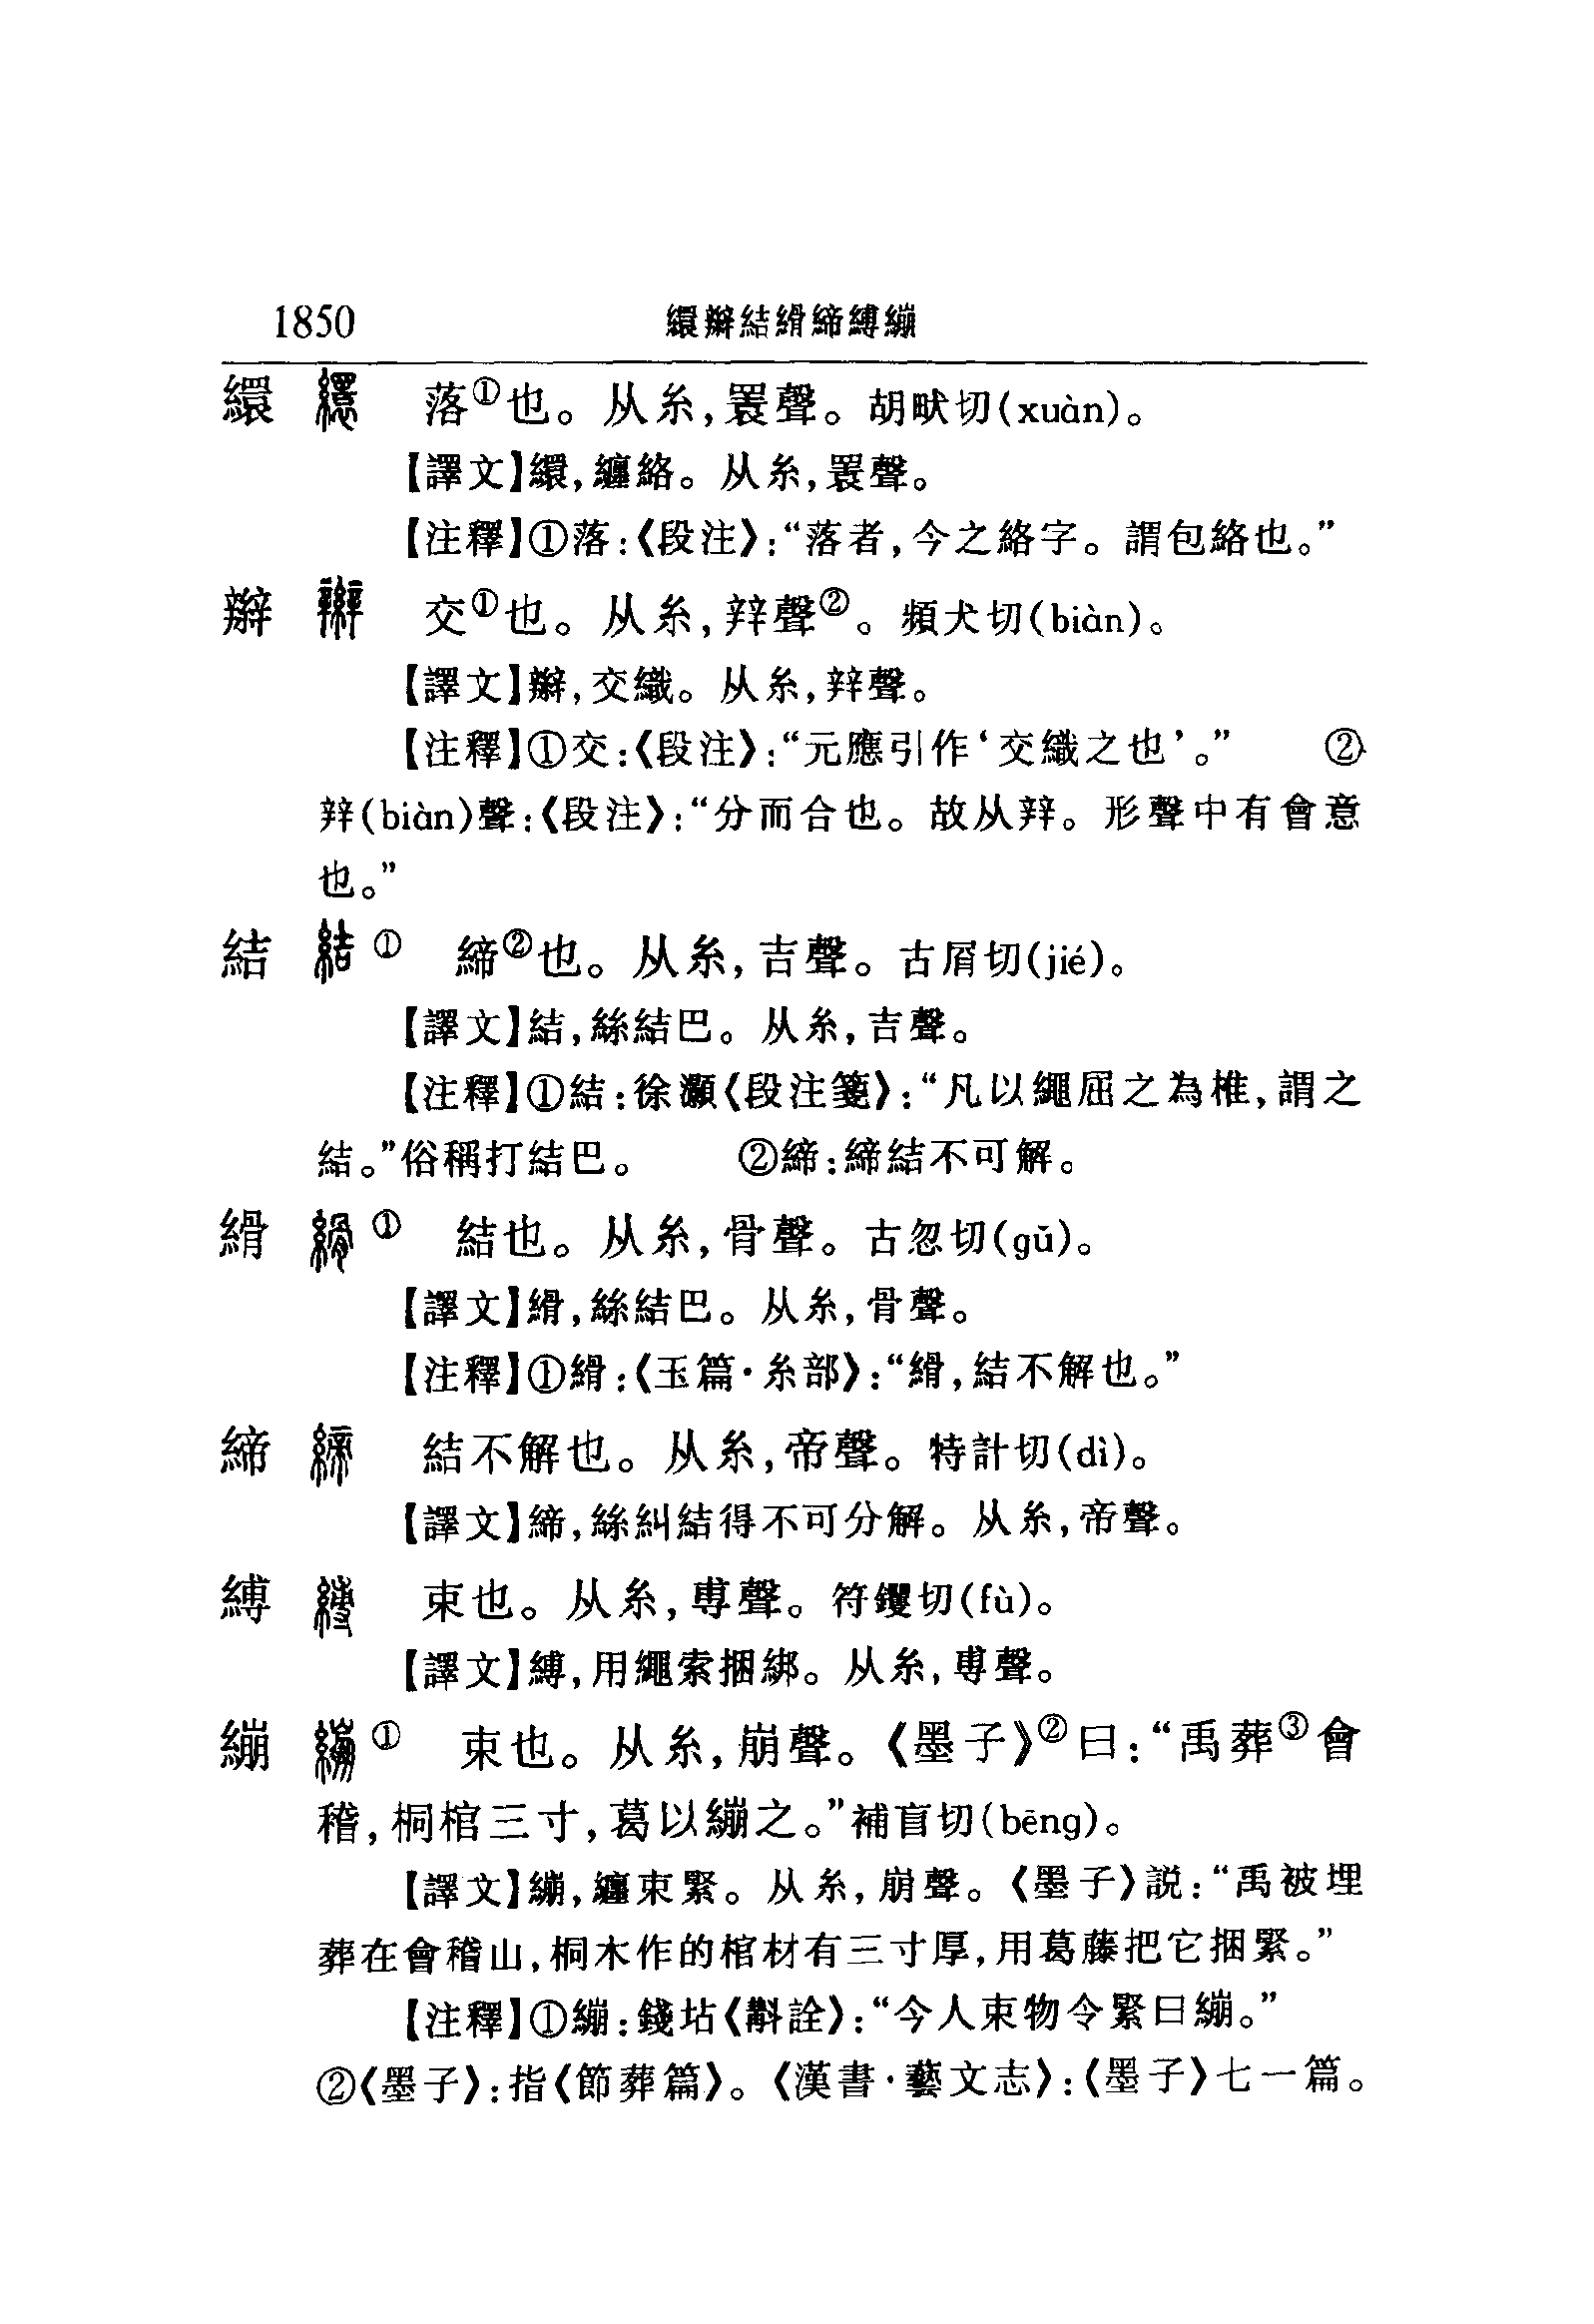 1850 繯辮結縎締縛繃
繯 落①也。从糸,瞏聲。胡畎切(xuàn)。
【譯文】繯,纏絡。从糸,瞏聲。
【注釋】①落:《段注》:“落者,今之絡字。謂包絡也。”
辮 交①也。从糸,辡聲②。頻犬切(biàn)。
【譯文】辮,交織。从糸,辡聲。
【注釋】①交:《段注》:“元應引作‘交織之也’。” ②
辡(biàn)聲:《段注》:“分而合也。故从辡。形聲中有會意
也。”
結 ① 締②也。从糸,吉聲。古屑切(jié)。
【譯文】結,絲結巴。从糸,吉聲。
【注釋】①結:徐灝《段注箋》:“凡以繩屈之為椎,謂之
結。”俗稱打結巴。 ②締:締結不可解。
縎 ① 結也。从糸,骨聲。古忽切(gǔ)。
【譯文】縎,絲結巴。从糸,骨聲。
【注釋】①縎:《玉篇·糸部》:“縎,結不解也。”
締 結不解也。从糸,帝聲。特計切(dì)。
【譯文】締,絲糾結得不可分解。从糸,帝聲。
縛 束也。从糸,尃聲。符钁切(fù)。
【譯文】縛,用繩索捆綁。从糸,尃聲。
繃 ① 束也。从糸,崩聲。《墨子》②曰:“禹葬③會
稽,桐棺三寸,葛以繃之。”補盲切(bēng)。
【譯文】繃,纏束緊。从糸,崩聲。《墨子》説:“禹被埋
葬在會稽山,桐木作的棺材有三寸厚,用葛藤把它捆緊。”
【注釋】①繃:錢坫《斠詮》:“今人束物令緊曰繃。”
②《墨子》:指《節葬篇》。《漢書·藝文志》:《墨子》七一篇。